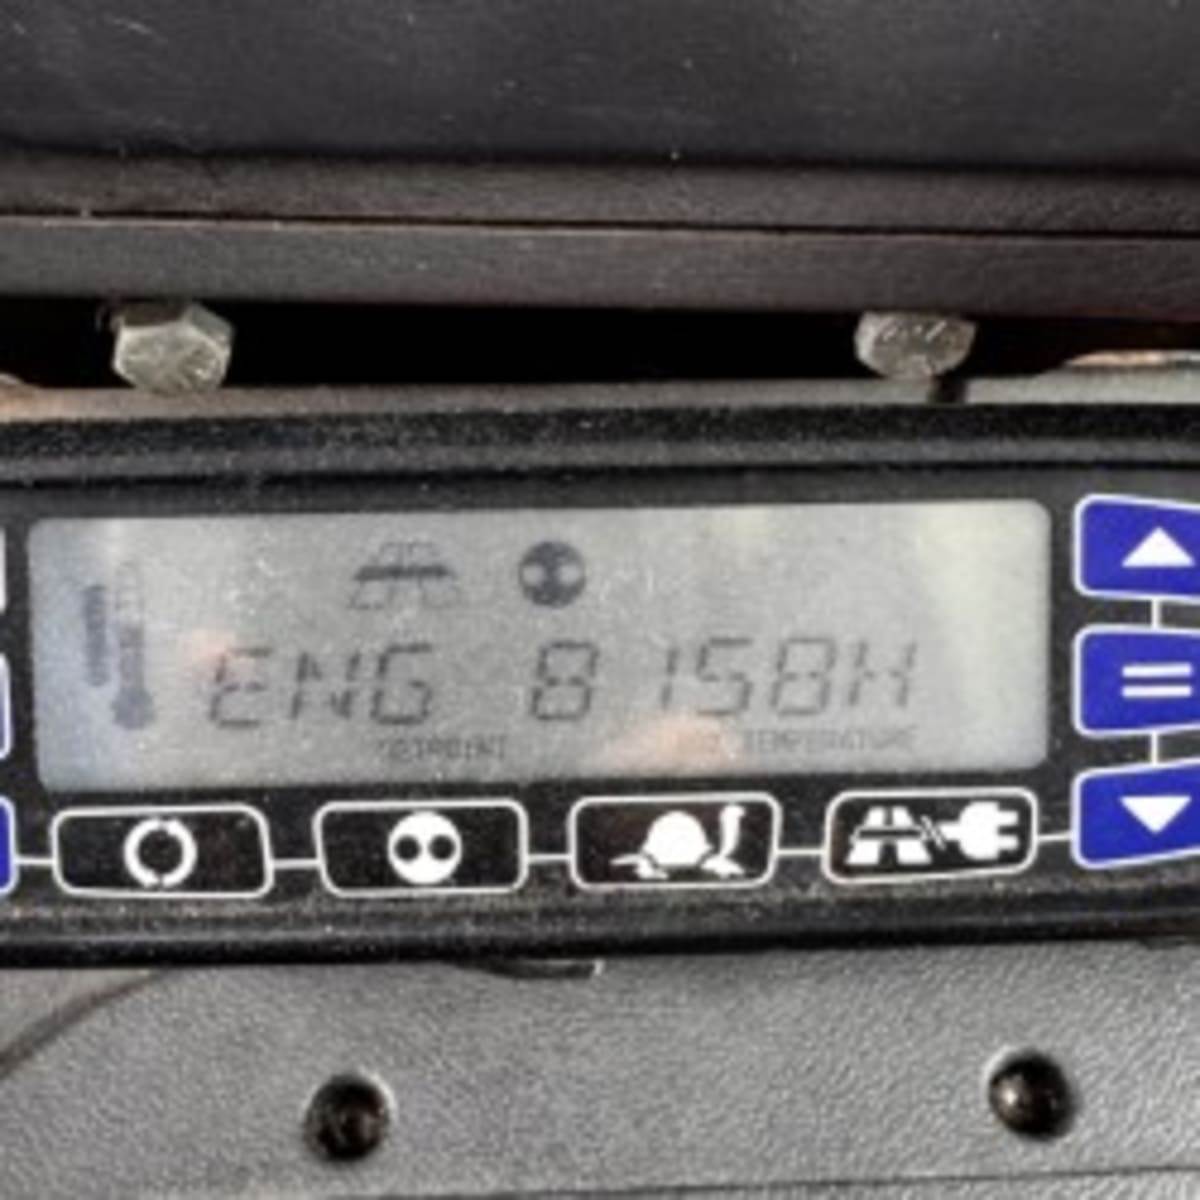 ENG 8158H
SETPOINT TEMPERATURE